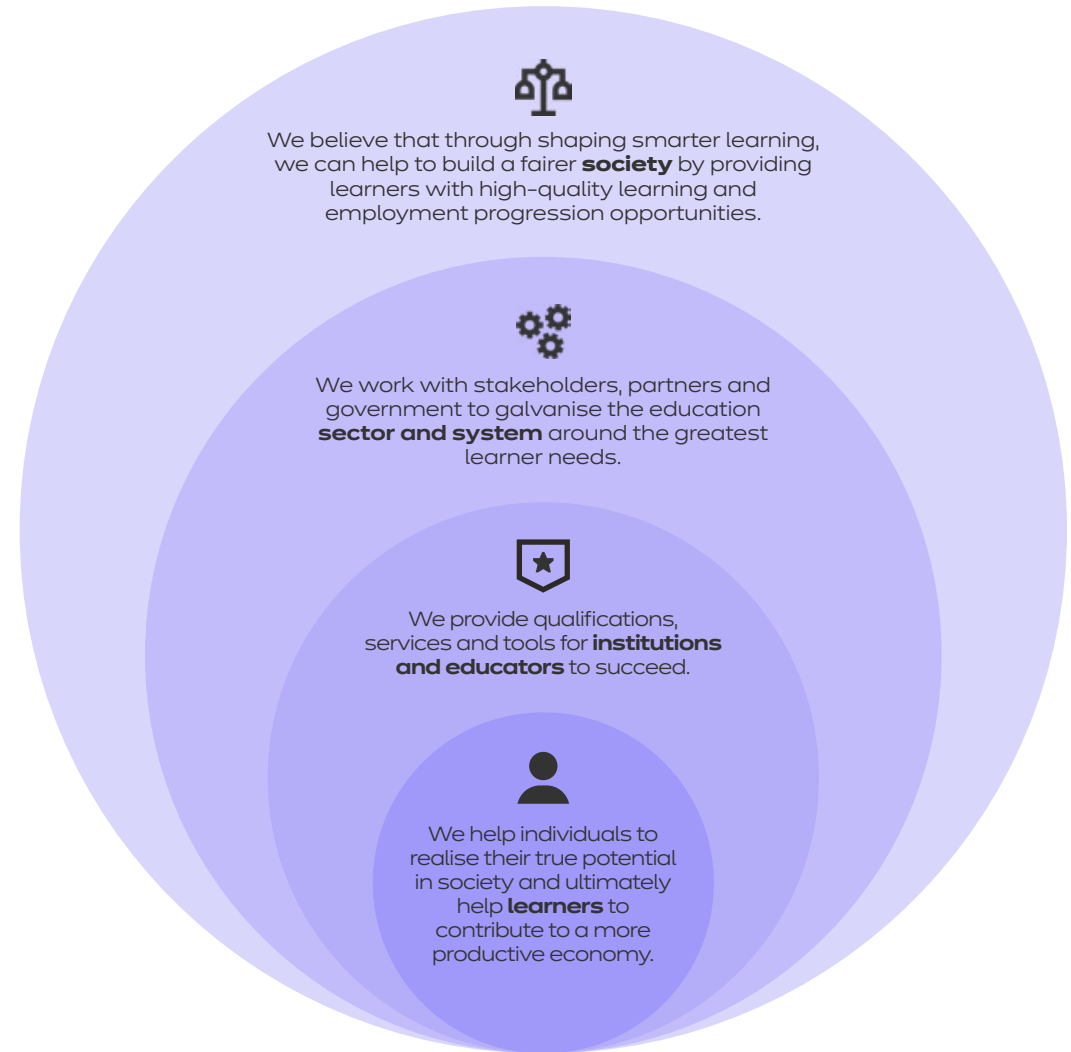 We believe that through shaping smarter learning,
we can help to build a fairer society by providing
learners with high-quality learning and
employment progression opportunities.
We work with stakeholders, partners and
government to galvanise the education
sector and system around the greatest
learner needs.
We provide qualifications,
services and tools for institutions
and educators to succeed.
We help individuals to
realise their true potential
in society and ultimately
help learners to
contribute to a more
productive economy.